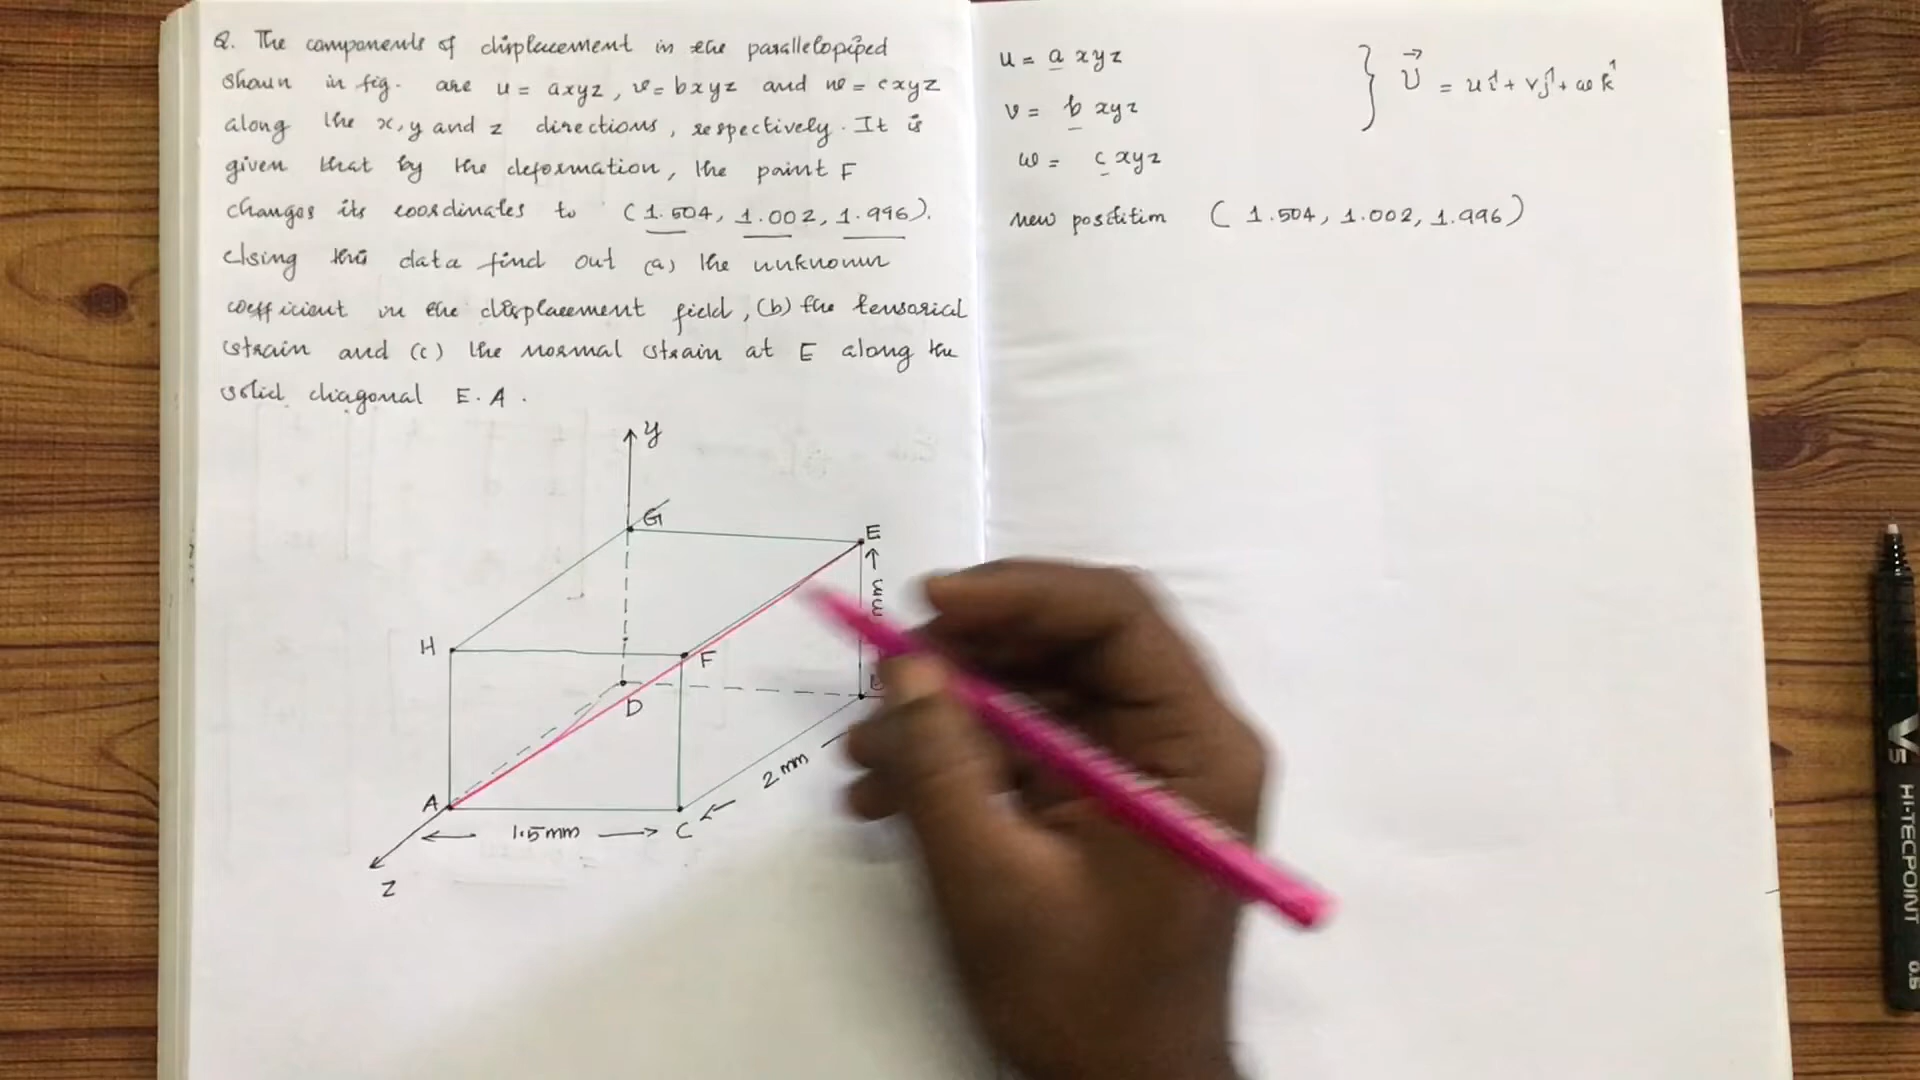 Q. The components of displacement in the parallelopiped
shown in fig. are u = axyz, v = bxyz and w = cxyz
along the x, y and z directions, respectively. It is
given that by the deformation, the point F
changes its coordinates to (1.504, 1.002, 1.996).
Using this data find out (a) the unknown
coefficient in the displacement field, (b) the tensorial
strain and (c) the normal strain at E along the
solid diagonal E.A.
y
G
E
H
F
D
2 mm
A
1.5mm
C
Z
u = a xyz
v = b xyz
w = c xyz
} U⃗ = uî + vĵ + wk̂
new position (1.504, 1.002, 1.996)
V5
HI-TECPOINT
0.5